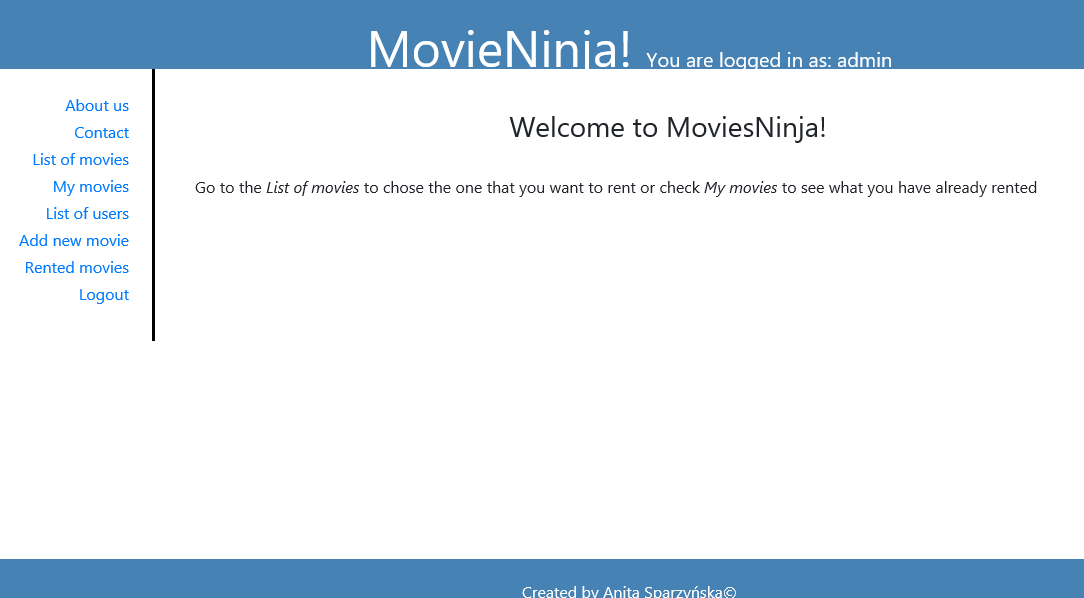 MovieNinja! You are logged in as: admin
About us
Contact
List of movies
My movies
List of users
Add new movie
Rented movies
Logout
Welcome to MoviesNinja!
Go to the List of movies to chose the one that you want to rent or check My movies to see what you have already rented
Created by Anita Sparzyńska©